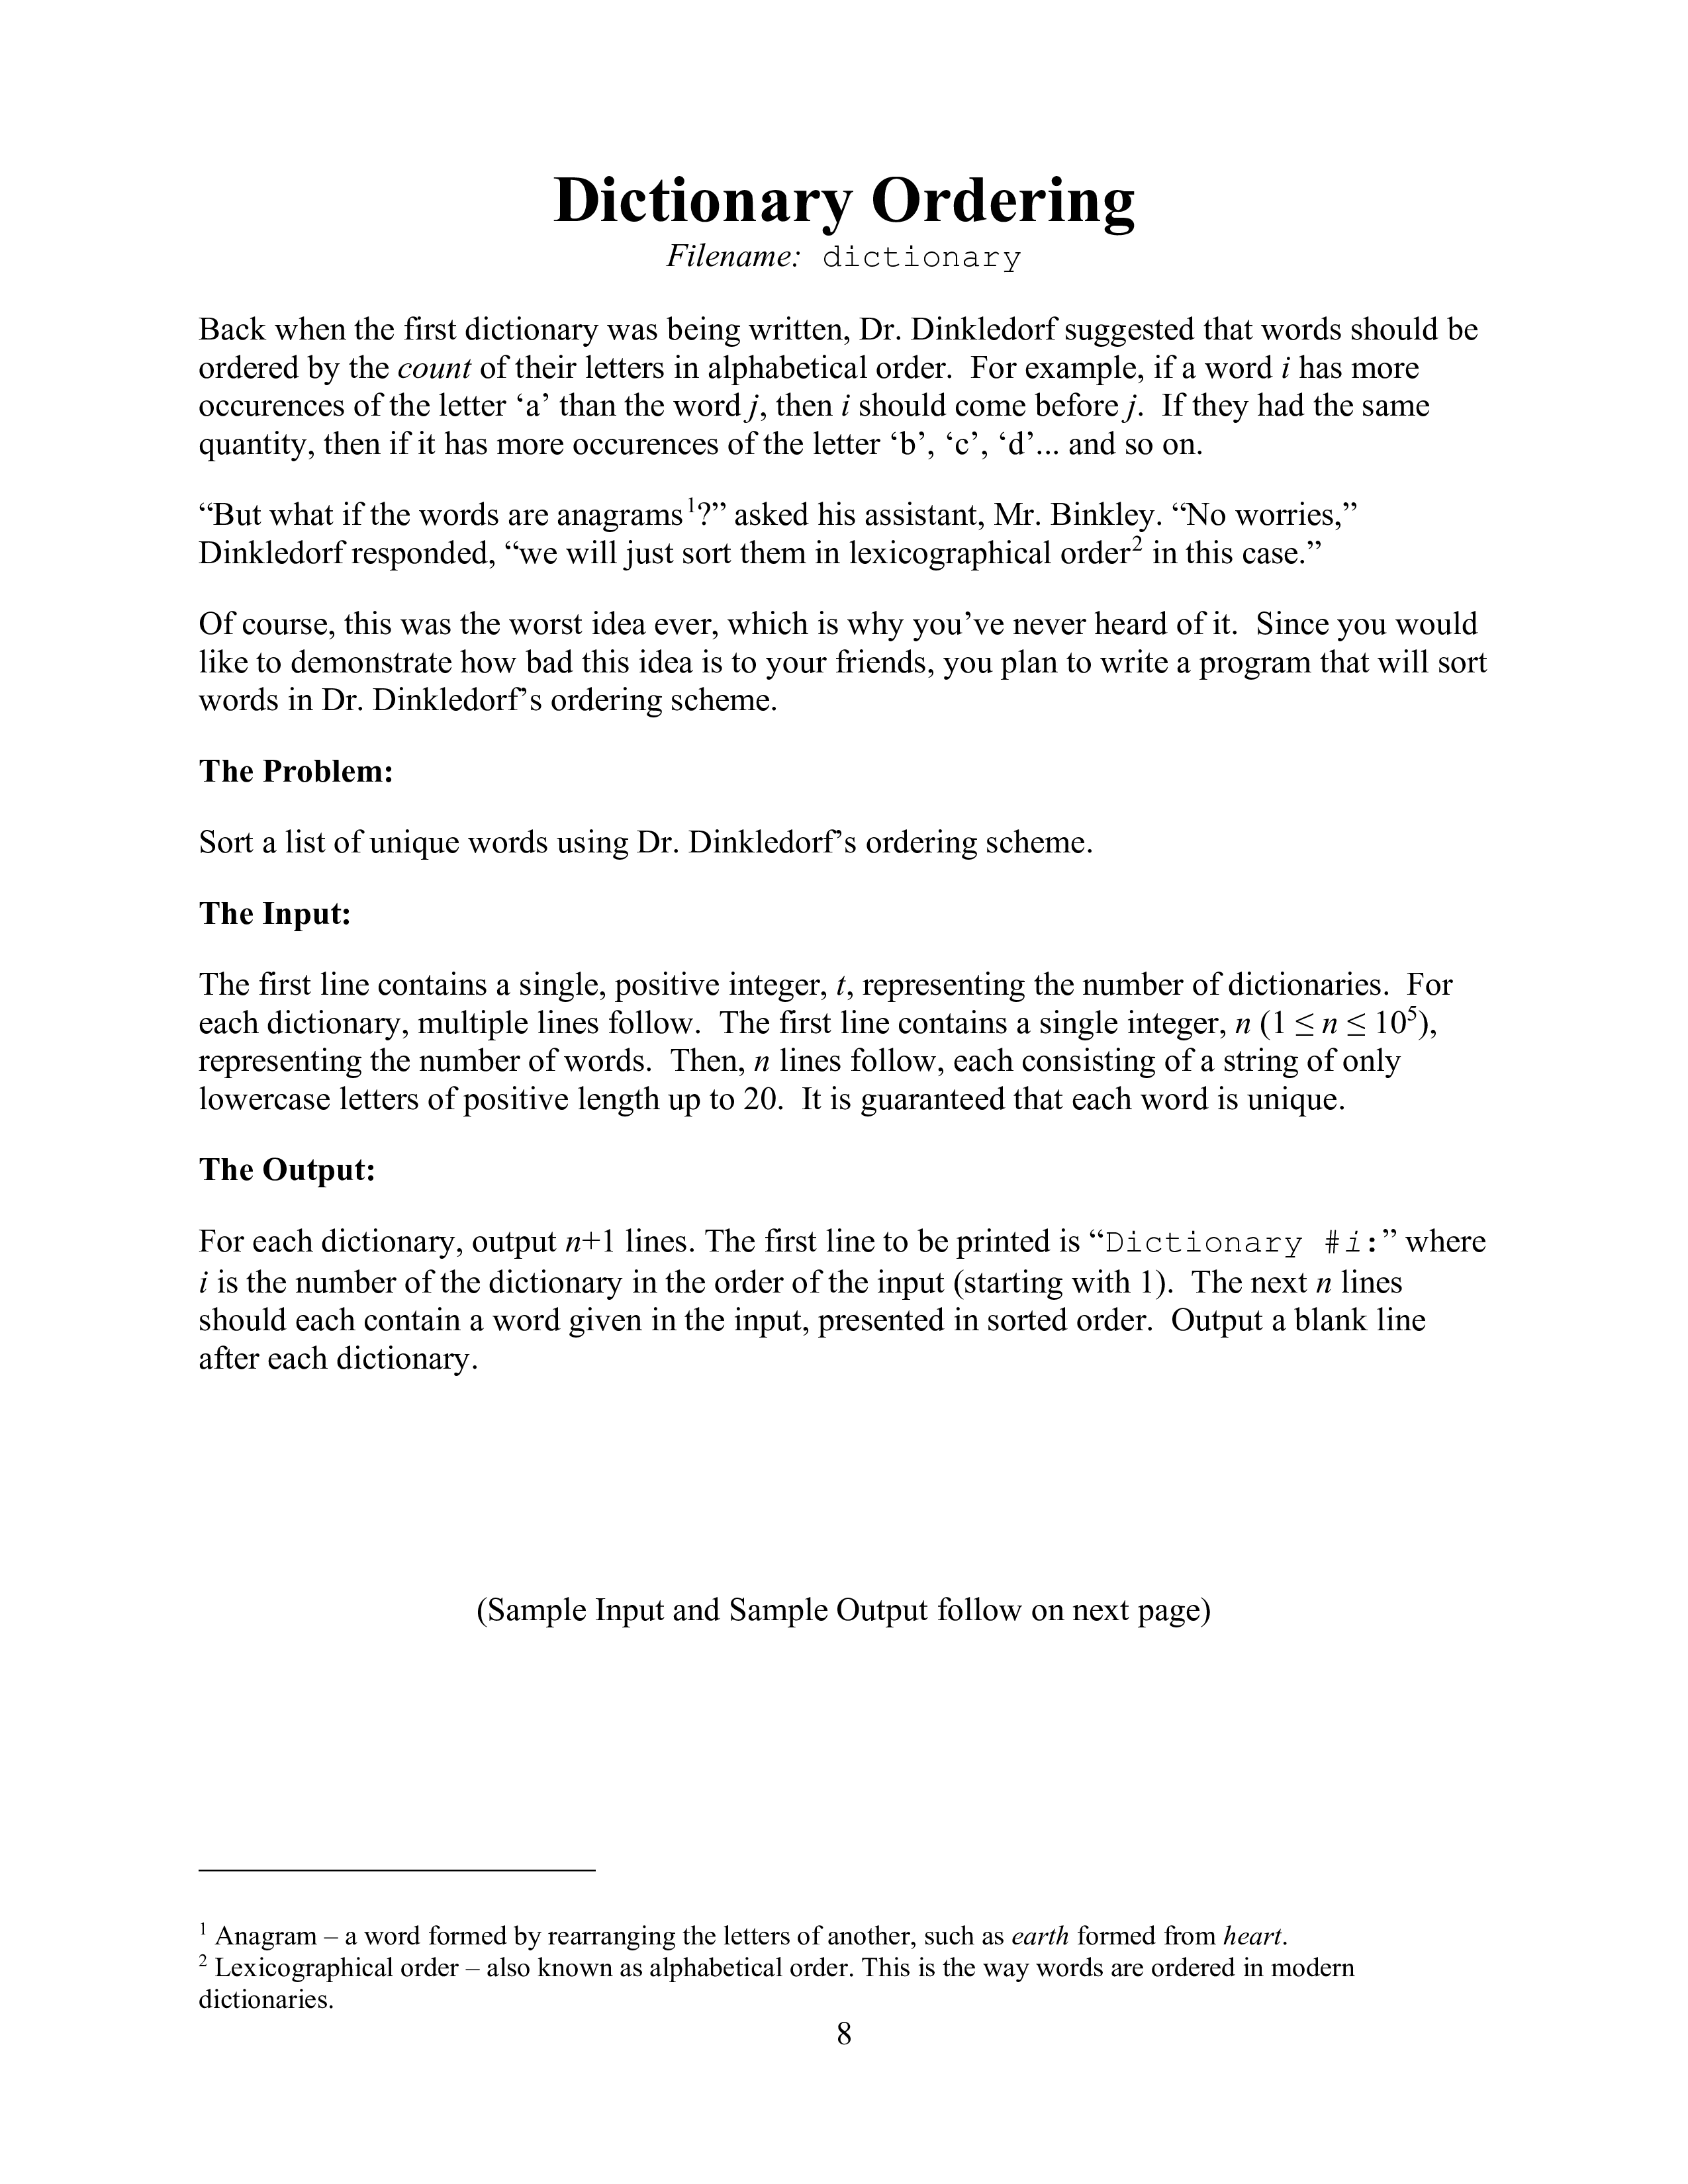 Dictionary Ordering
Filename: dictionary
Back when the first dictionary was being written, Dr. Dinkledorf suggested that words should be
ordered by the count of their letters in alphabetical order.  For example, if a word i has more
occurences of the letter ‘a’ than the word j, then i should come before j.  If they had the same
quantity, then if it has more occurences of the letter ‘b’, ‘c’, ‘d’... and so on.
“But what if the words are anagrams¹?” asked his assistant, Mr. Binkley. “No worries,”
Dinkledorf responded, “we will just sort them in lexicographical order² in this case.”
Of course, this was the worst idea ever, which is why you’ve never heard of it.  Since you would
like to demonstrate how bad this idea is to your friends, you plan to write a program that will sort
words in Dr. Dinkledorf’s ordering scheme.
The Problem:
Sort a list of unique words using Dr. Dinkledorf’s ordering scheme.
The Input:
The first line contains a single, positive integer, t, representing the number of dictionaries.  For
each dictionary, multiple lines follow.  The first line contains a single integer, n (1 ≤ n ≤ 10⁵),
representing the number of words.  Then, n lines follow, each consisting of a string of only
lowercase letters of positive length up to 20.  It is guaranteed that each word is unique.
The Output:
For each dictionary, output n+1 lines. The first line to be printed is “Dictionary #i:” where
i is the number of the dictionary in the order of the input (starting with 1).  The next n lines
should each contain a word given in the input, presented in sorted order.  Output a blank line
after each dictionary.
(Sample Input and Sample Output follow on next page)
¹ Anagram – a word formed by rearranging the letters of another, such as earth formed from heart.
² Lexicographical order – also known as alphabetical order. This is the way words are ordered in modern
dictionaries.
8